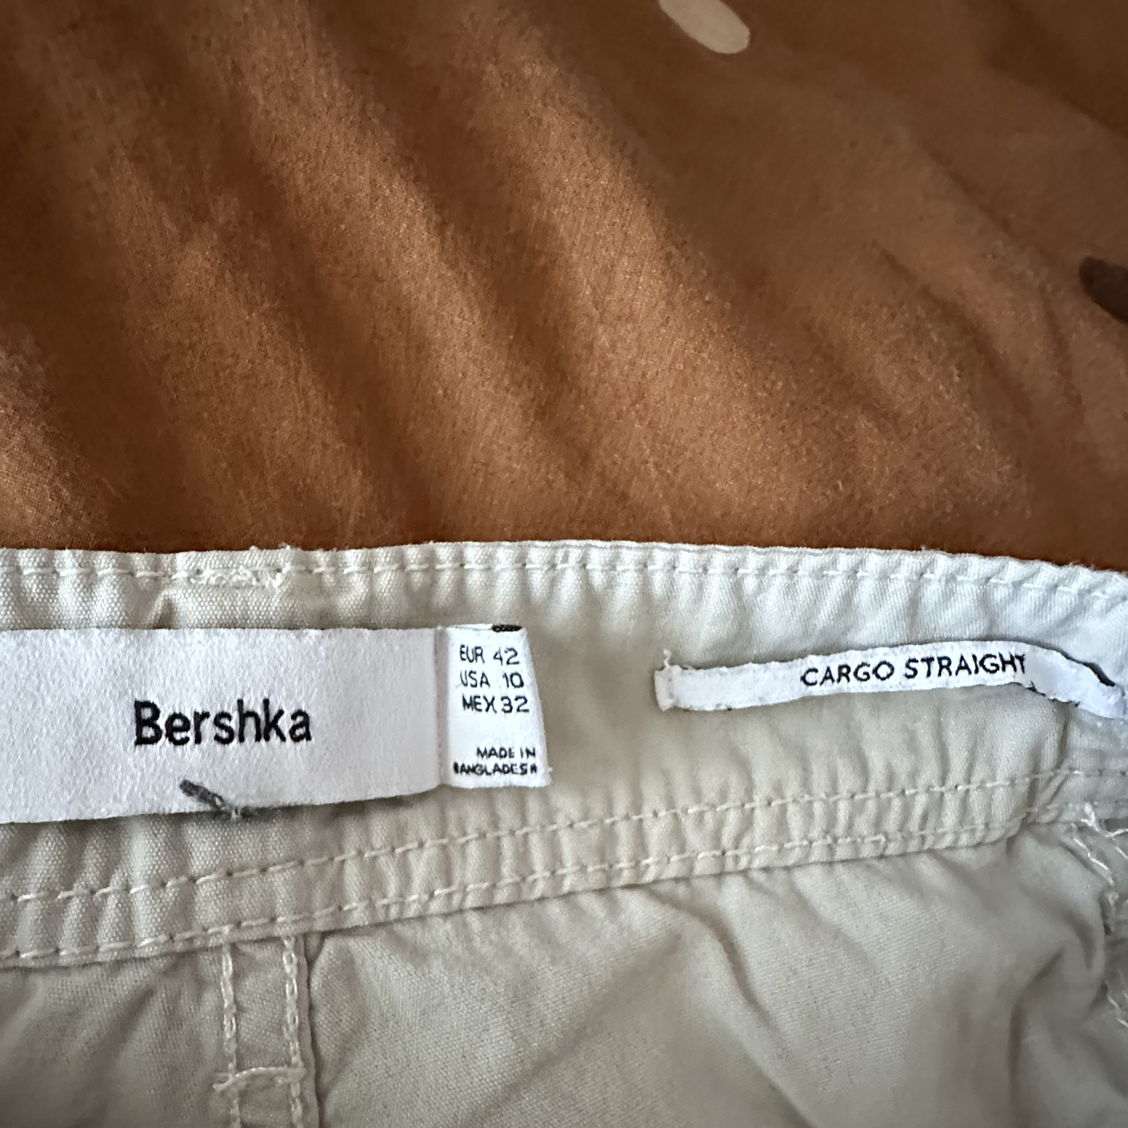 Bershka
EUR 42
USA 10
MEX 32
MADE IN
BANGLADESH
CARGO STRAIGHT